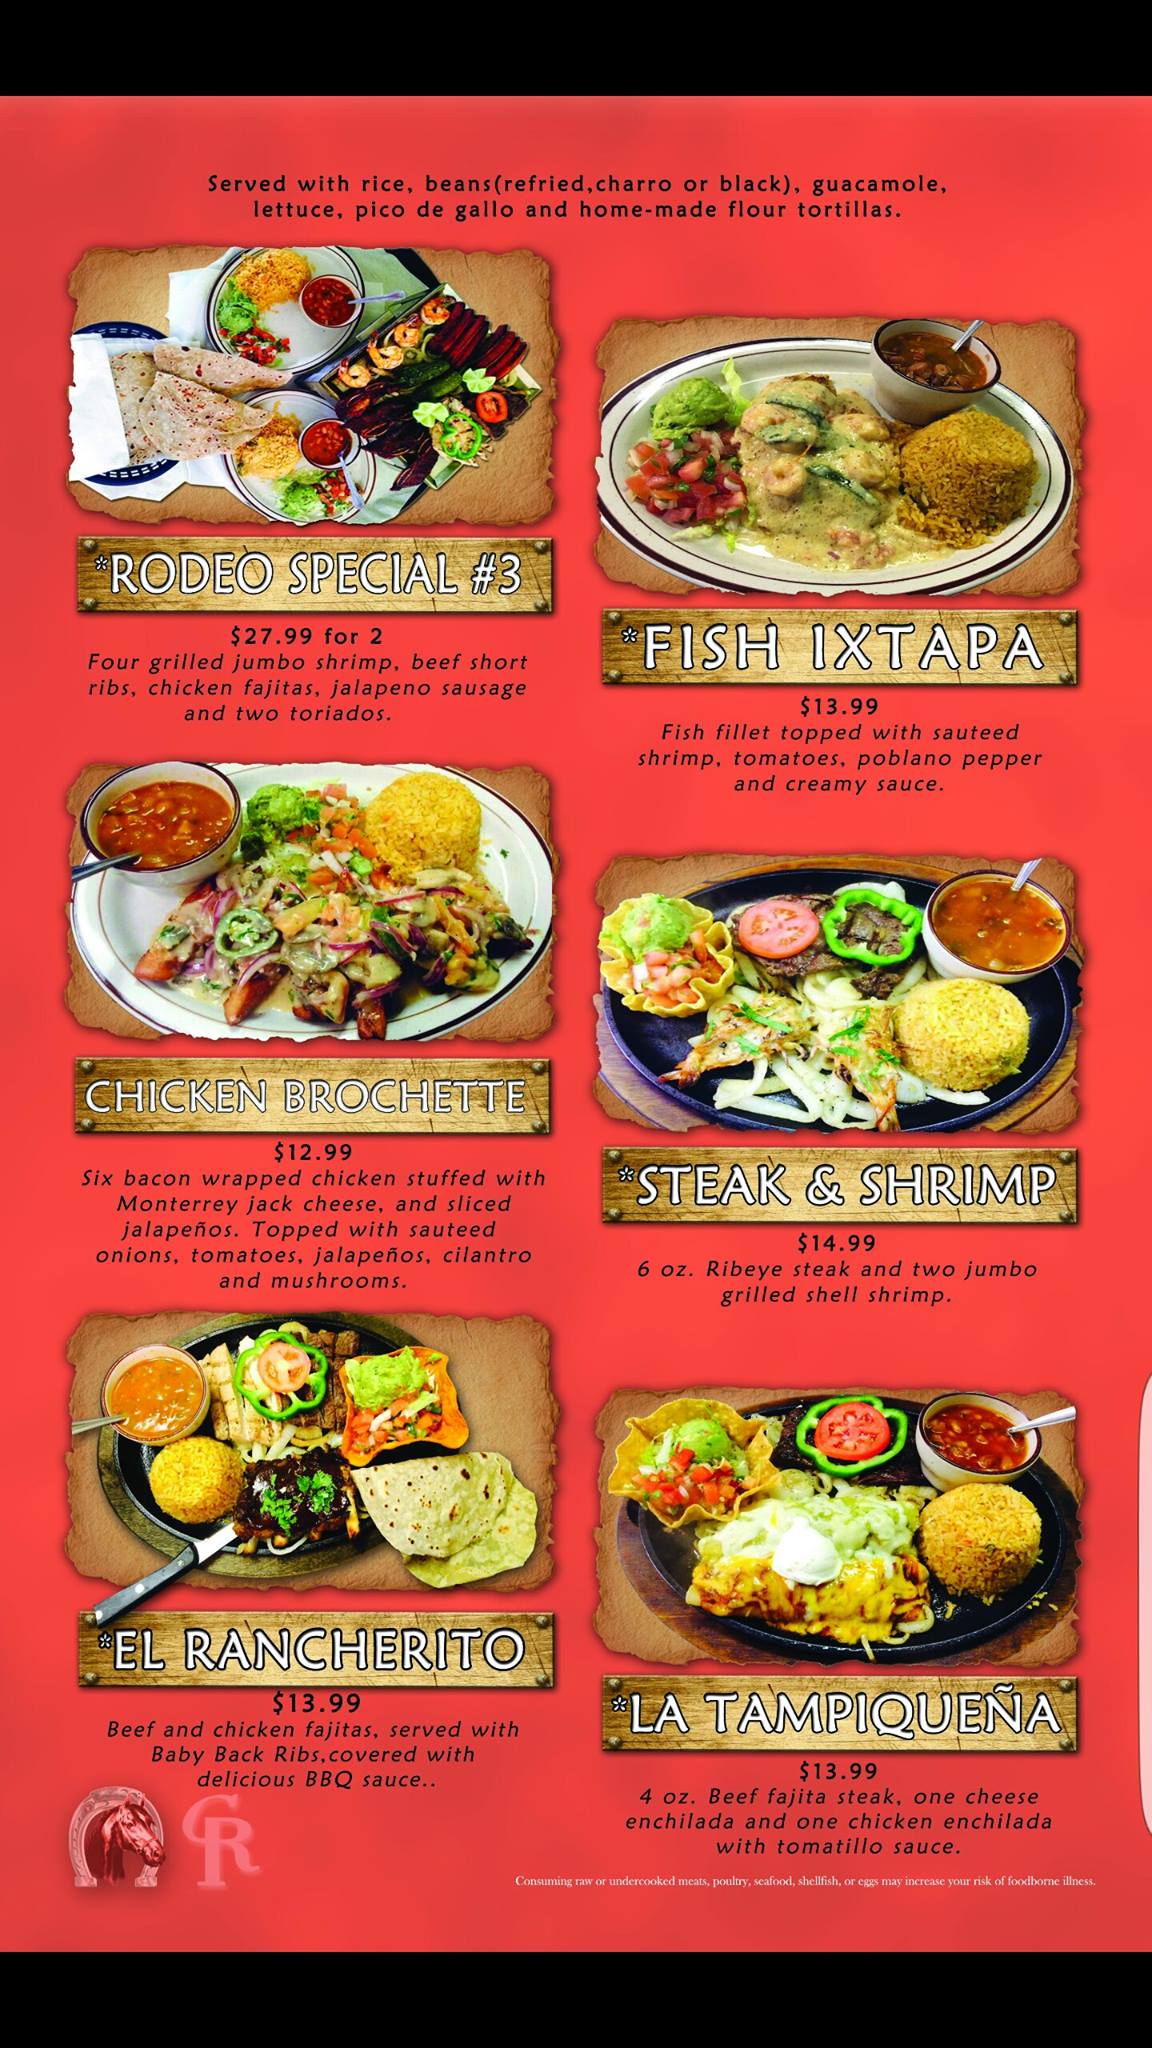 Served with rice, beans(refried,charro or black), guacamole,
lettuce, pico de gallo and home-made flour tortillas.
*RODEO SPECIAL #3
$27.99 for 2
Four grilled jumbo shrimp, beef short
ribs, chicken fajitas, jalapeno sausage
and two toriados.
*FISH IXTAPA
$13.99
Fish fillet topped with sauteed
shrimp, tomatoes, poblano pepper
and creamy sauce.
CHICKEN BROCHETTE
$12.99
Six bacon wrapped chicken stuffed with
Monterrey jack cheese, and sliced
jalapeños. Topped with sauteed
onions, tomatoes, jalapeños, cilantro
and mushrooms.
*STEAK & SHRIMP
$14.99
6 oz. Ribeye steak and two jumbo
grilled shell shrimp.
*EL RANCHERITO
$13.99
Beef and chicken fajitas, served with
Baby Back Ribs,covered with
delicious BBQ sauce..
*LA TAMPIQUEÑA
$13.99
4 oz. Beef fajita steak, one cheese
enchilada and one chicken enchilada
with tomatillo sauce.
CR
Consuming raw or undercooked meats, poultry, seafood, shellfish, or eggs may increase your risk of foodborne illness.